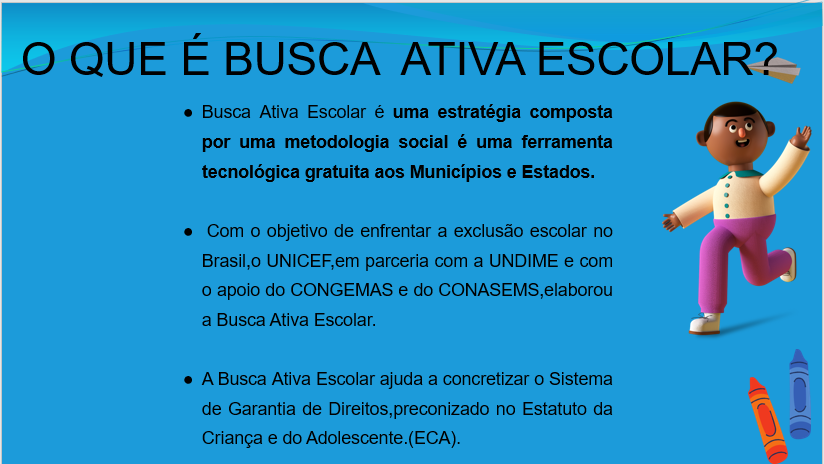 O QUE É BUSCA ATIVA ESCOLAR?
● Busca Ativa Escolar é uma estratégia composta
por uma metodologia social é uma ferramenta
tecnológica gratuita aos Municípios e Estados.
● Com o objetivo de enfrentar a exclusão escolar no
Brasil,o UNICEF,em parceria com a UNDIME e com
o apoio do CONGEMAS e do CONASEMS,elaborou
a Busca Ativa Escolar.
● A Busca Ativa Escolar ajuda a concretizar o Sistema
de Garantia de Direitos,preconizado no Estatuto da
Criança e do Adolescente.(ECA).